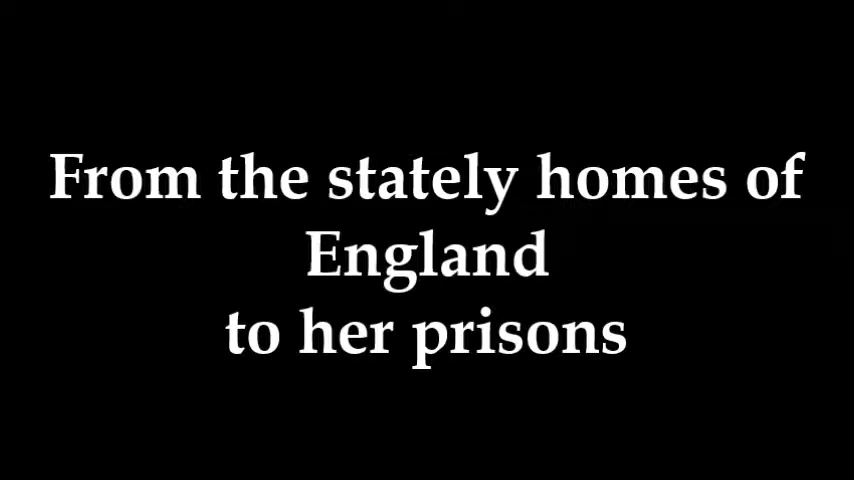 From the stately homes of
England
to her prisons